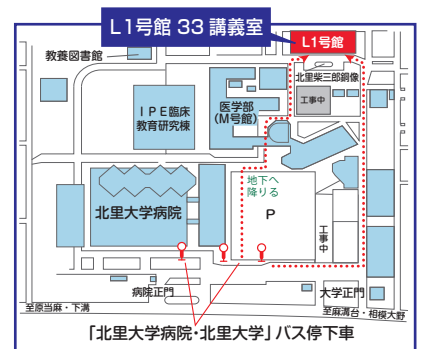 L1号館 33 講義室
L1号館
教養図書館
北里柴三郎銅像
工事中
IPE臨床
教育研究棟
医学部
(M号館)
地下へ
降りる
北里大学病院
P
工事中
病院正門
大学正門
至原当麻・下溝
至麻溝台・相模大野
「北里大学病院・北里大学」バス停下車